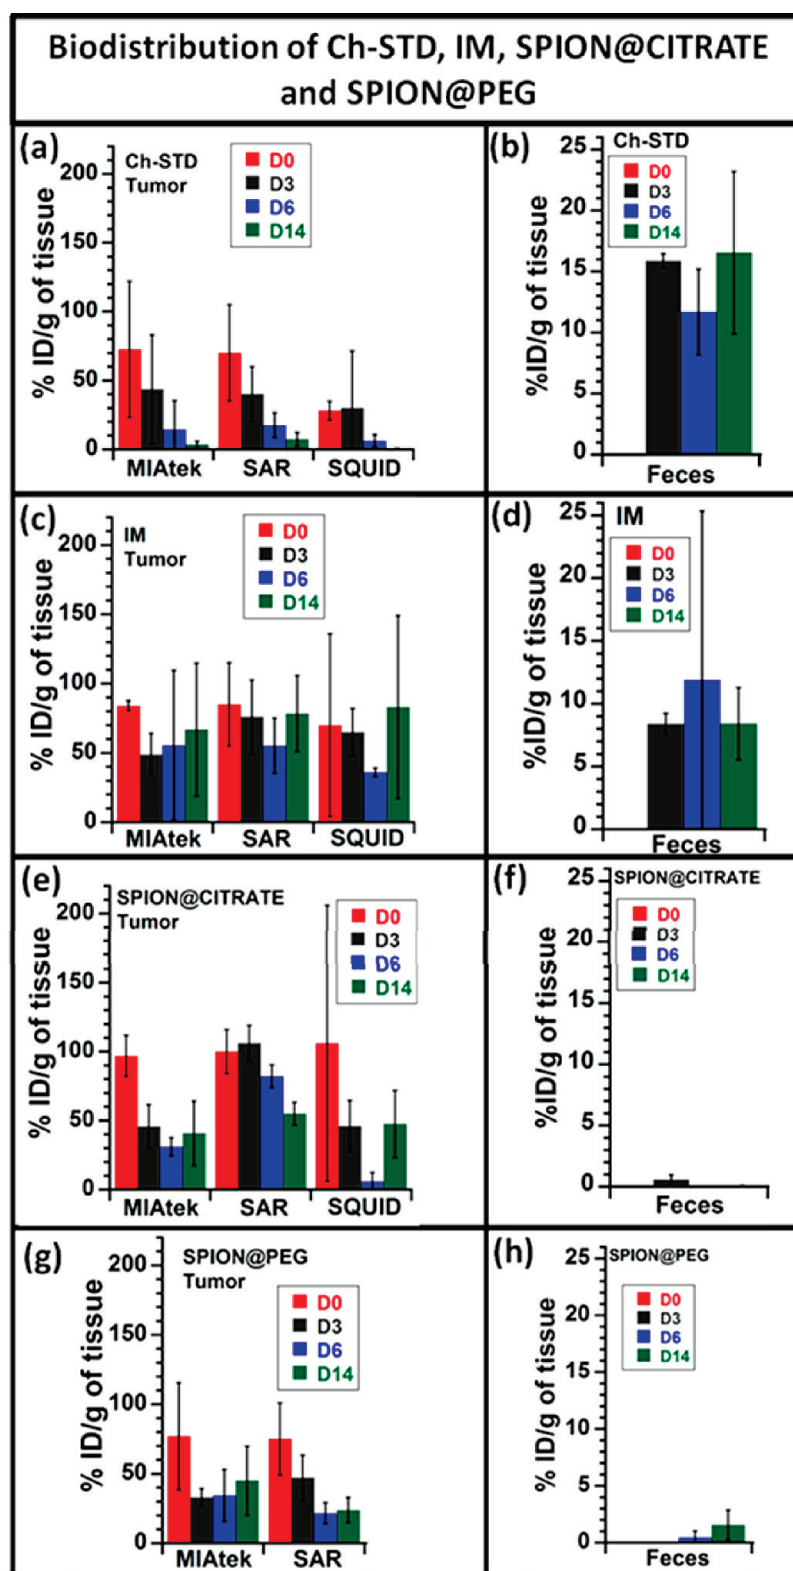 Biodistribution of Ch-STD, IM, SPION@CITRATE
and SPION@PEG
(a)
Ch-STD
Tumor
D0
D3
D6
D14
% ID/g of tissue
200
150
100
50
0
MIAtek SAR SQUID
(b)
Ch-STD
D0
D3
D6
D14
%ID/g of tissue
25
20
15
10
5
0
Feces
(c)
IM
Tumor
D0
D3
D6
D14
% ID/g of tissue
200
150
100
50
0
MIAtek SAR SQUID
(d)
IM
D0
D3
D6
D14
%ID/g of tissue
25
20
15
10
5
0
Feces
(e)
SPION@CITRATE
Tumor
D0
D3
D6
D14
% ID/g of tissue
200
150
100
50
0
MIAtek SAR SQUID
(f)
SPION@CITRATE
D0
D3
D6
D14
%ID/g of tissue
25
20
15
10
5
0
Feces
(g)
SPION@PEG
Tumor
D0
D3
D6
D14
% ID/g of tissue
200
150
100
50
0
MIAtek SAR
(h)
SPION@PEG
D0
D3
D6
D14
% ID/g of tissue
25
20
15
10
5
0
Feces